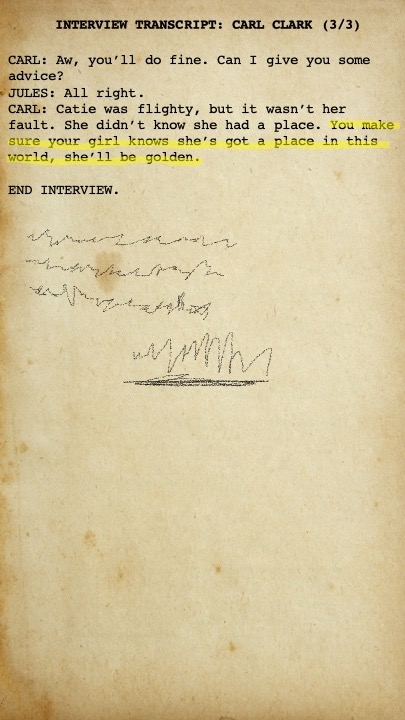 INTERVIEW TRANSCRIPT: CARL CLARK (3/3)
CARL: Aw, you'll do fine. Can I give you some
advice?
JULES: All right.
CARL: Catie was flighty, but it wasn't her
fault. She didn't know she had a place. You make
sure your girl knows she's got a place in this
world, she'll be golden.
END INTERVIEW.